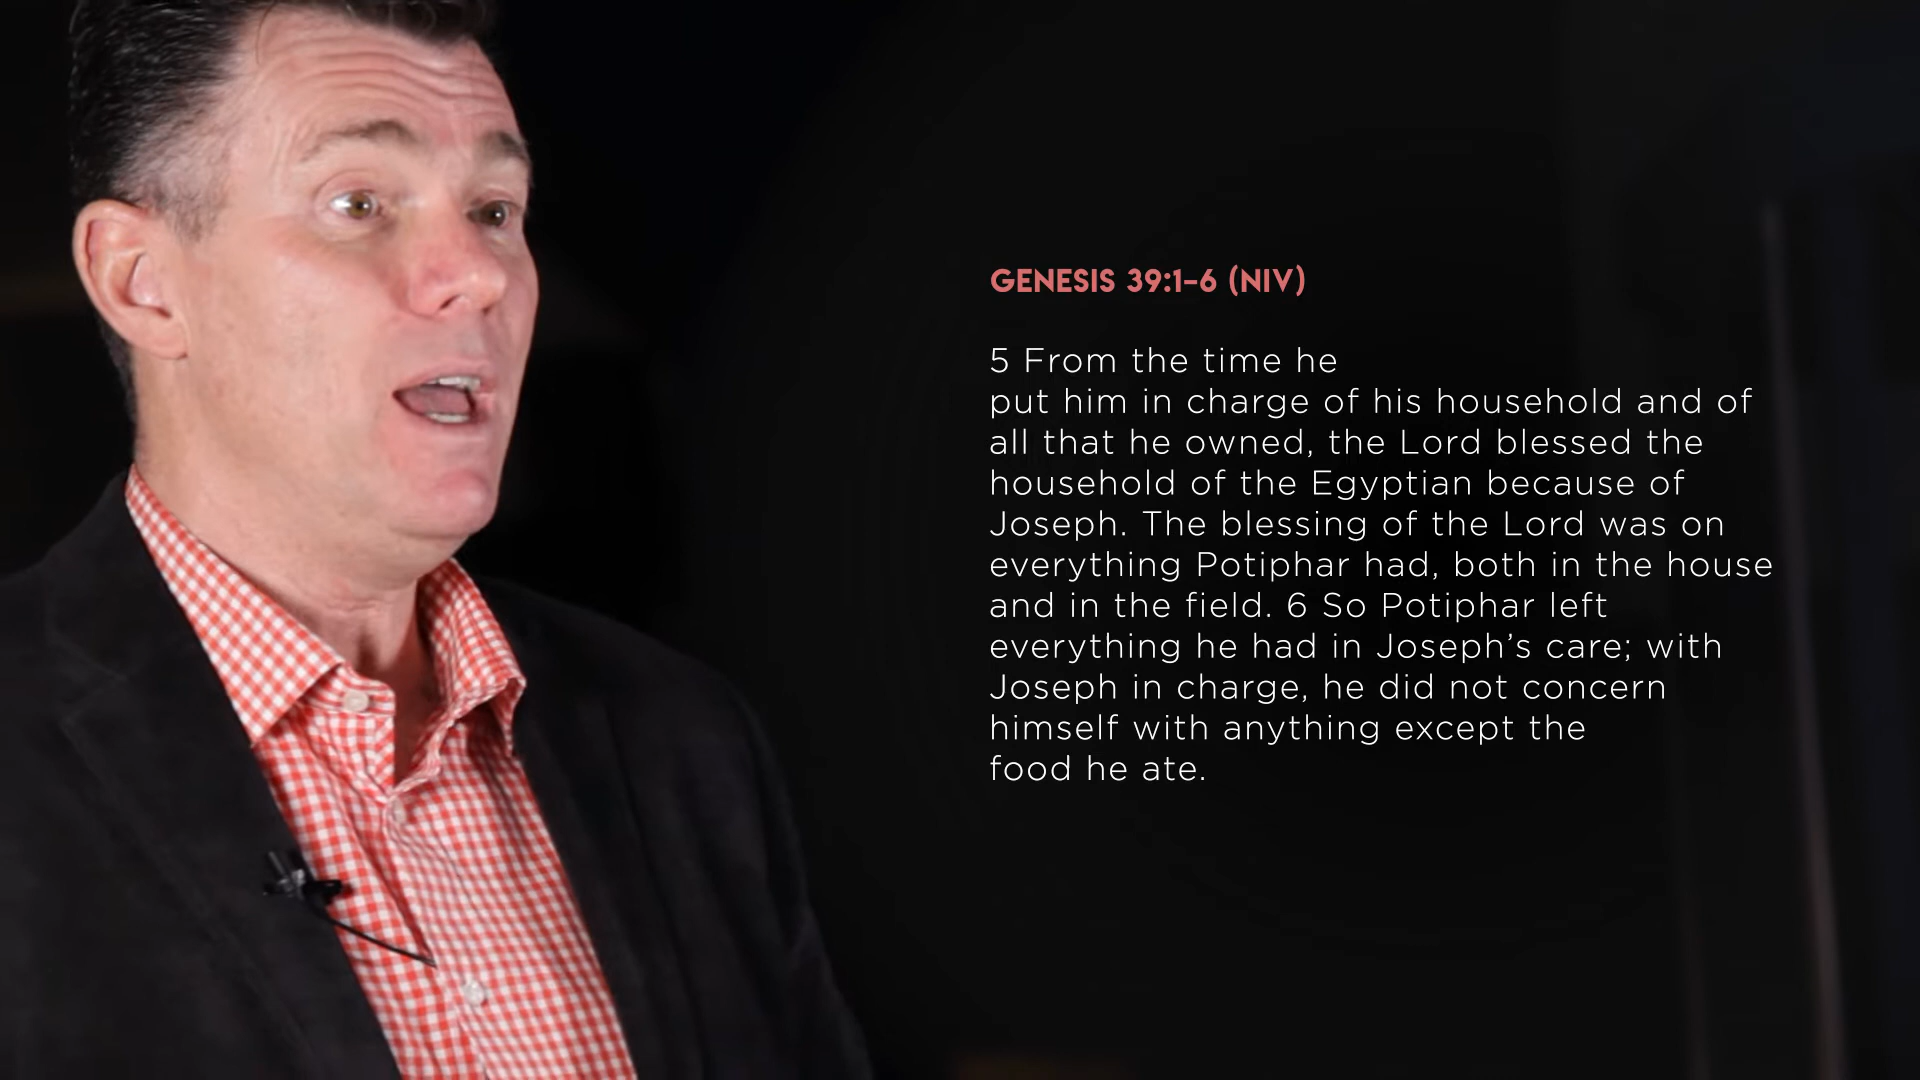 GENESIS 39:1-6 (NIV)
5 From the time he
put him in charge of his household and of
all that he owned, the Lord blessed the
household of the Egyptian because of
Joseph. The blessing of the Lord was on
everything Potiphar had, both in the house
and in the field. 6 So Potiphar left
everything he had in Joseph’s care; with
Joseph in charge, he did not concern
himself with anything except the
food he ate.